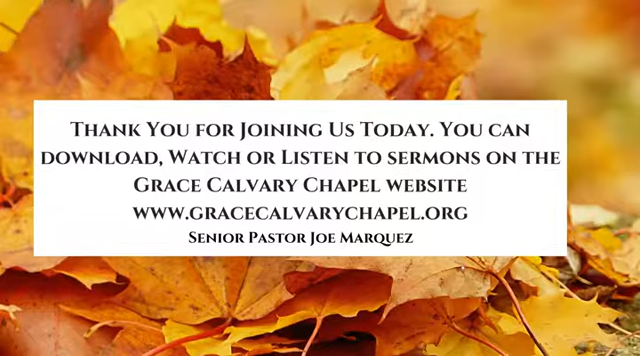 Thank You for Joining Us Today. You can
download, Watch or Listen to sermons on the
Grace Calvary Chapel website
www.gracecalvarychapel.org
Senior Pastor Joe Marquez